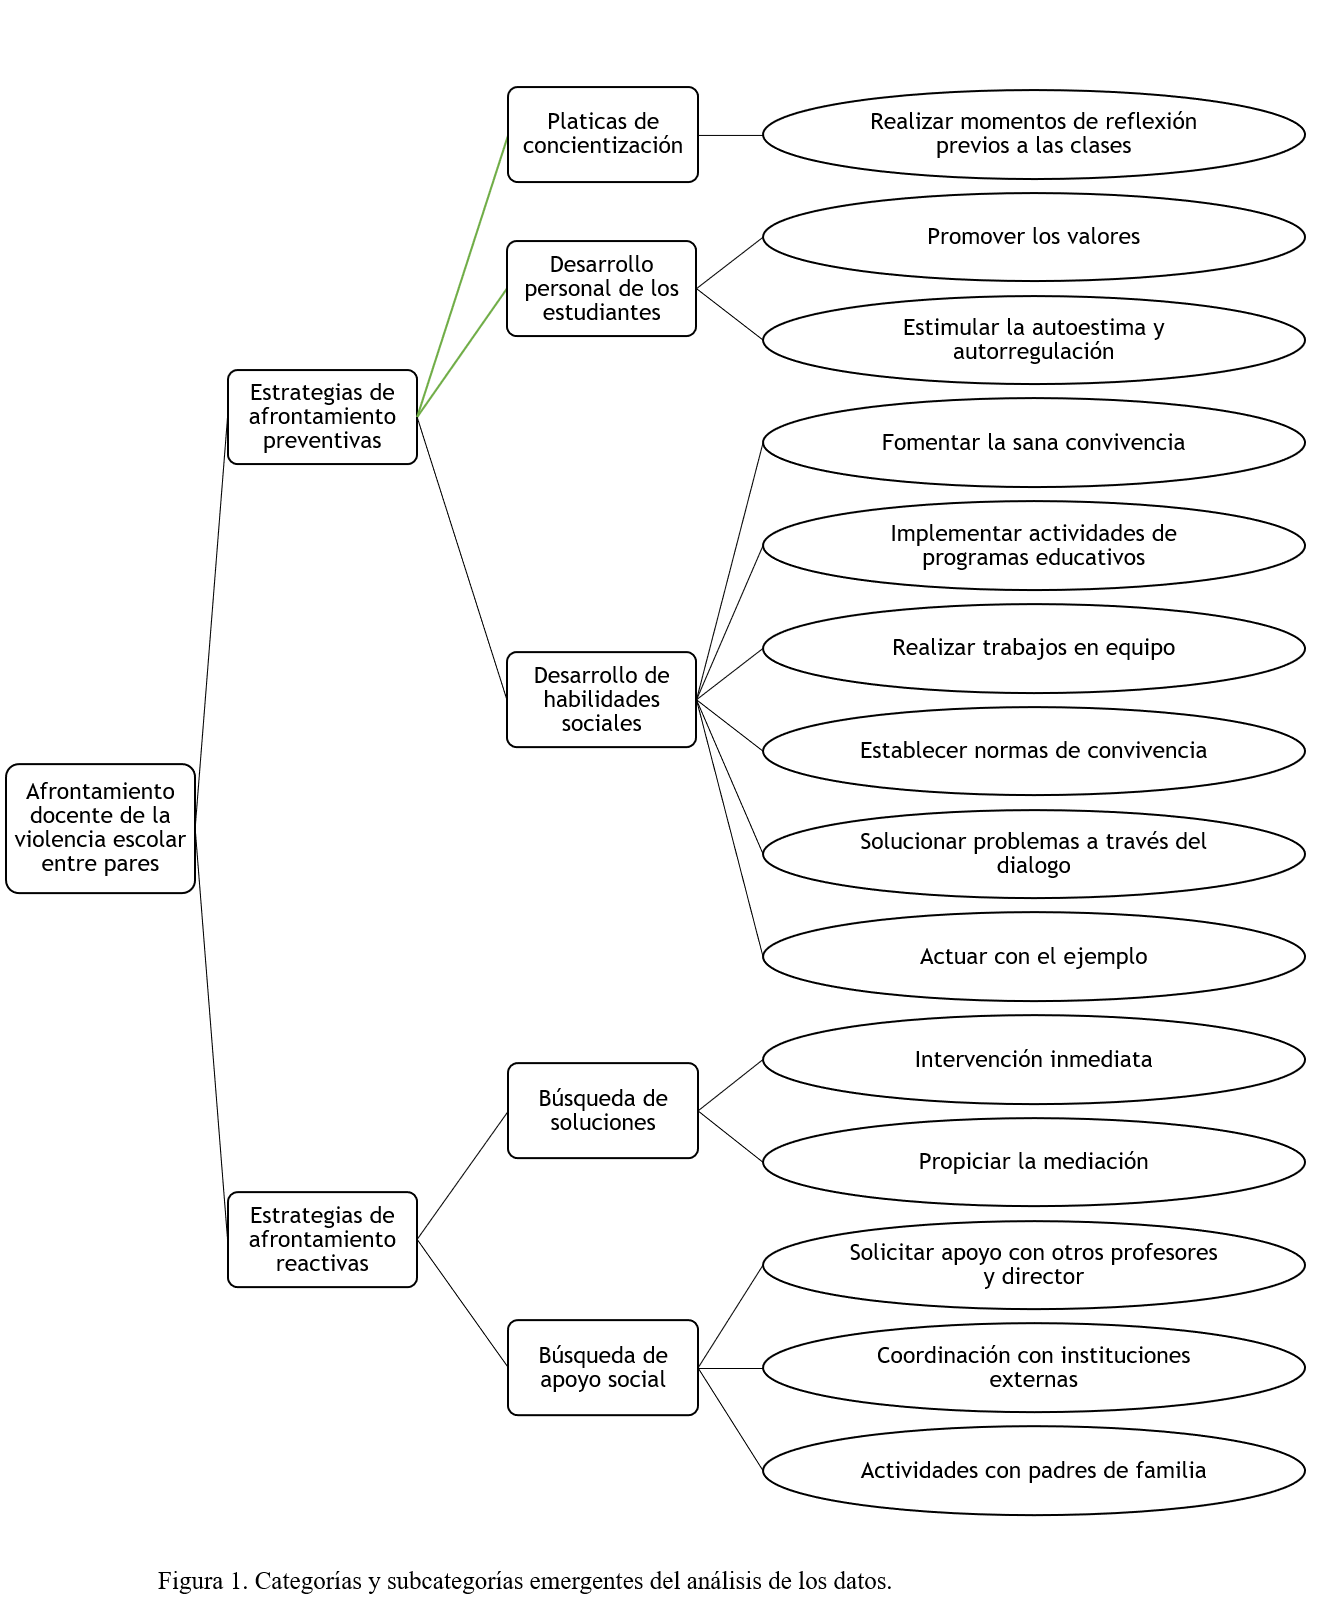 Platicas de
concientización
Realizar momentos de reflexión
previos a las clases
Promover los valores
Desarrollo
personal de los
estudiantes
Estimular la autoestima y
autorregulación
Estrategias de
afrontamiento
preventivas
Fomentar la sana convivencia
Implementar actividades de
programas educativos
Realizar trabajos en equipo
Desarrollo de
habilidades
sociales
Establecer normas de convivencia
Afrontamiento
docente de la
violencia escolar
entre pares
Solucionar problemas a través del
dialogo
Actuar con el ejemplo
Intervención inmediata
Búsqueda de
soluciones
Propiciar la mediación
Estrategias de
afrontamiento
reactivas
Solicitar apoyo con otros profesores
y director
Búsqueda de
apoyo social
Coordinación con instituciones
externas
Actividades con padres de familia
Figura 1. Categorías y subcategorías emergentes del análisis de los datos.